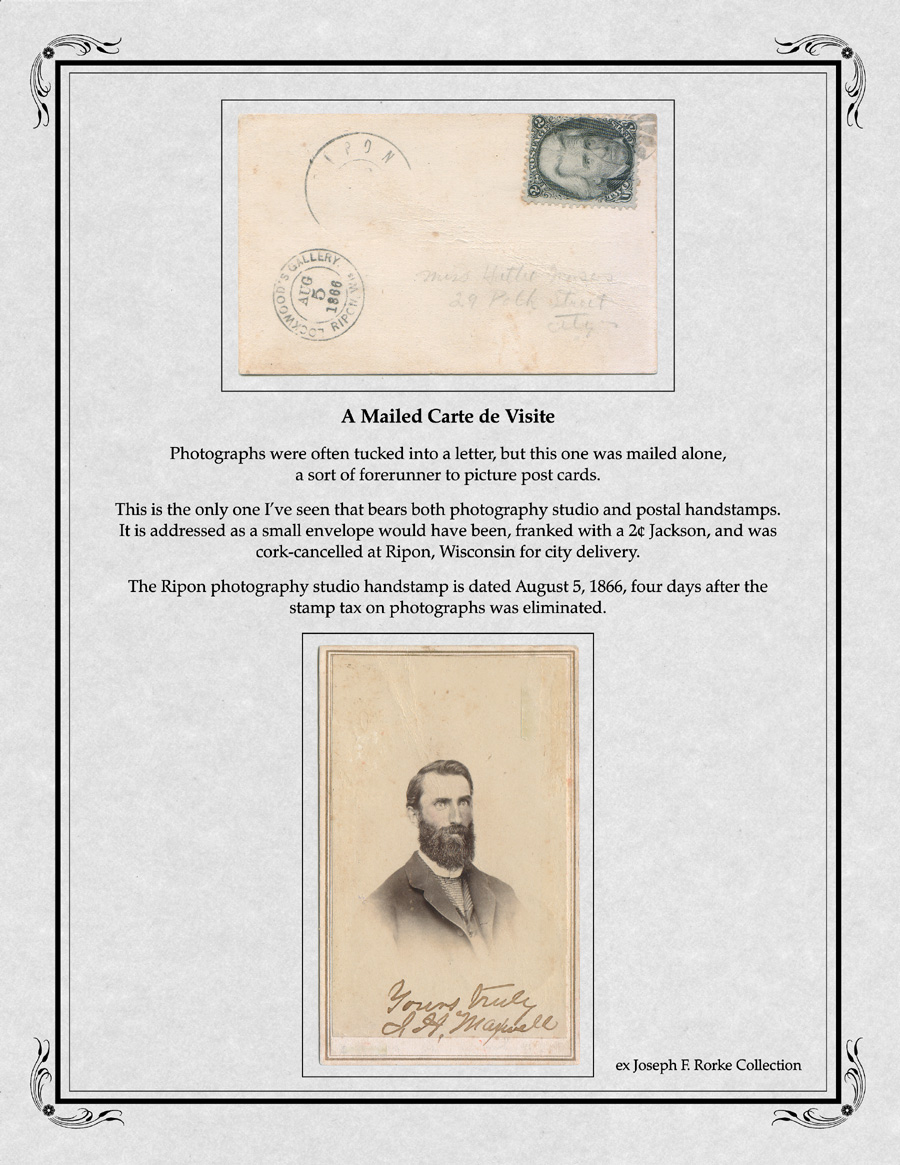 RIPON
U.S. POSTAGE
LOCKWOOD'S GALLERY.
AUG
5
1866
RIPON, WIS.
Miss Hattie
29 Street
City
A Mailed Carte de Visite
Photographs were often tucked into a letter, but this one was mailed alone,
a sort of forerunner to picture post cards.
This is the only one I've seen that bears both photography studio and postal handstamps.
It is addressed as a small envelope would have been, franked with a 2¢ Jackson, and was
cork-cancelled at Ripon, Wisconsin for city delivery.
The Ripon photography studio handstamp is dated August 5, 1866, four days after the
stamp tax on photographs was eliminated.
Yours truly
H. Maxwell
ex Joseph F. Rorke Collection